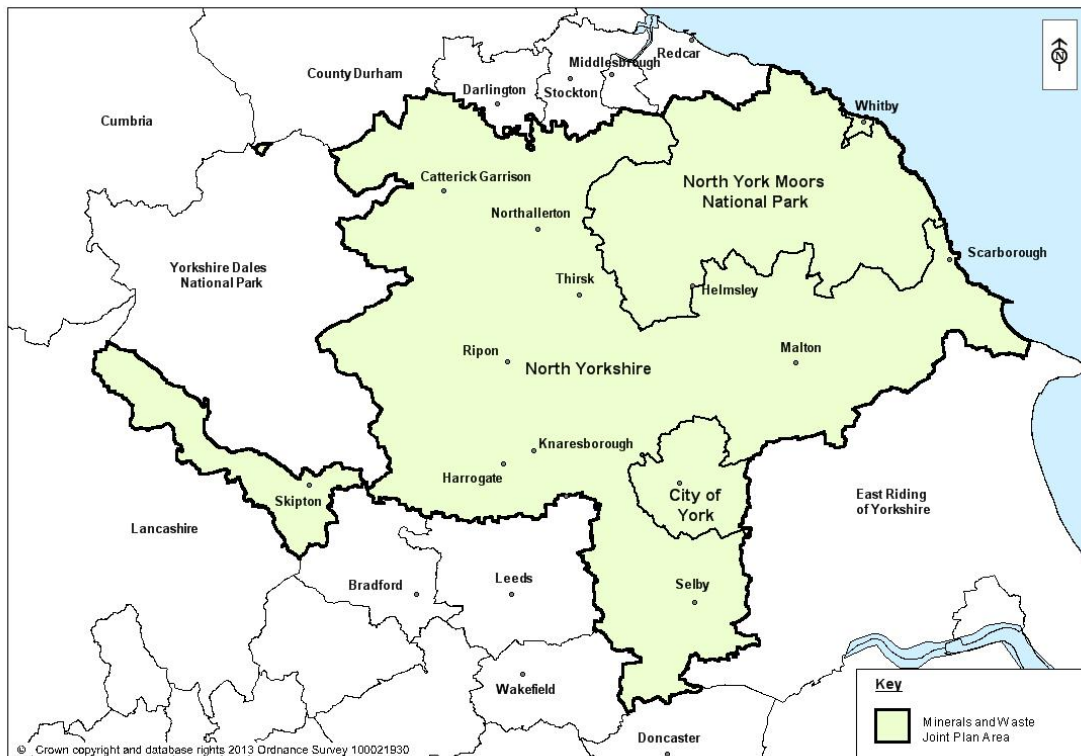 Redcar
Middlesbrough
County Durham
Stockton
Darlington
Cumbria
Whitby
Catterick Garrison
North York Moors
National Park
Northallerton
Scarborough
Yorkshire Dales
National Park
Thirsk
Helmsley
Ripon
North Yorkshire
Malton
Knaresborough
Harrogate
City of
York
Skipton
East Riding
of Yorkshire
Lancashire
Bradford
Leeds
Selby
Wakefield
Doncaster
Key
Minerals and Waste
Joint Plan Area
N
© Crown copyright and database rights 2013 Ordnance Survey 100021930